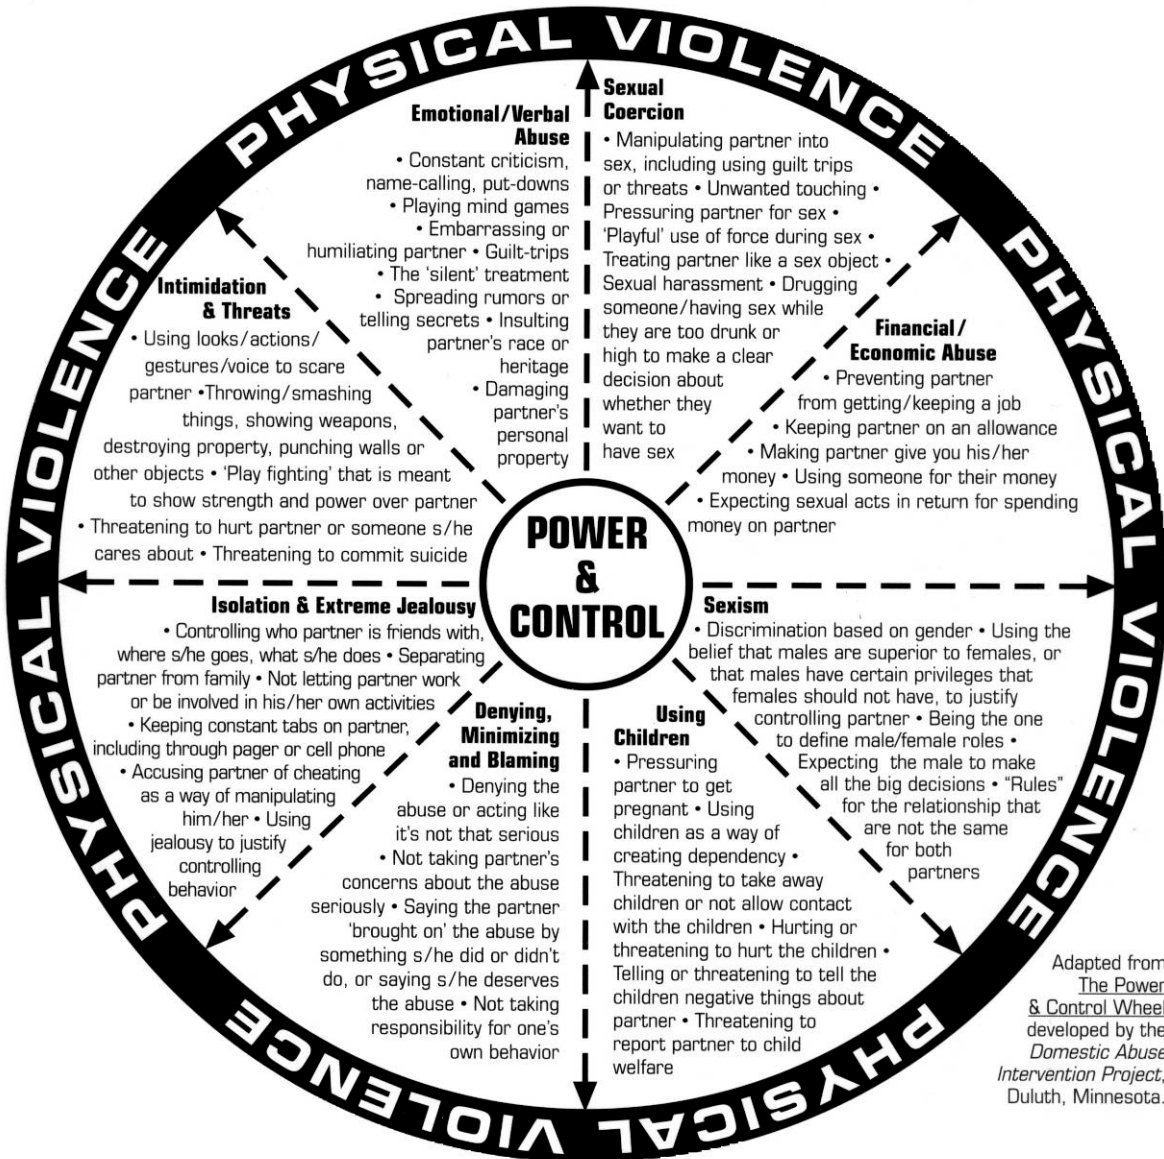 PHYSICAL VIOLENCE
PHYSICAL VIOLENCE
PHYSICAL VIOLENCE
PHYSICAL VIOLENCE
PHYSICAL VIOLENCE
PHYSICAL VIOLENCE
Emotional/Verbal
Abuse
• Constant criticism,
name-calling, put-downs
• Playing mind games
• Embarrassing or
humiliating partner • Guilt-trips
• The 'silent' treatment
• Spreading rumors or
telling secrets • Insulting
partner's race or
heritage
• Damaging
partner's
personal
property
Sexual
Coercion
• Manipulating partner into
sex, including using guilt trips
or threats • Unwanted touching •
Pressuring partner for sex •
'Playful' use of force during sex •
Treating partner like a sex object •
Sexual harassment • Drugging
someone/having sex while
they are too drunk or
high to make a clear
decision about
whether they
want to
have sex
Financial/
Economic Abuse
• Preventing partner
from getting/keeping a job
• Keeping partner on an allowance
• Making partner give you his/her
money • Using someone for their money
• Expecting sexual acts in return for spending
money on partner
Intimidation
& Threats
• Using looks/actions/
gestures/voice to scare
partner •Throwing/smashing
things, showing weapons,
destroying property, punching walls or
other objects • 'Play fighting' that is meant
to show strength and power over partner
• Threatening to hurt partner or someone s/he
cares about • Threatening to commit suicide
POWER
&
CONTROL
Isolation & Extreme Jealousy
• Controlling who partner is friends with,
where s/he goes, what s/he does • Separating
partner from family • Not letting partner work
or be involved in his/her own activities
• Keeping constant tabs on partner,
including through pager or cell phone
• Accusing partner of cheating
as a way of manipulating
him/her • Using
jealousy to justify
controlling
behavior
Denying,
Minimizing
and Blaming
• Denying the
abuse or acting like
it's not that serious
• Not taking partner's
concerns about the abuse
seriously • Saying the partner
'brought on' the abuse by
something s/he did or didn't
do, or saying s/he deserves
the abuse • Not taking
responsibility for one's
own behavior
Using
Children
• Pressuring
partner to get
pregnant • Using
children as a way of
creating dependency •
Threatening to take away
children or not allow contact
with the children • Hurting or
threatening to hurt the children •
Telling or threatening to tell the
children negative things about
partner • Threatening to
report partner to child
welfare
Sexism
• Discrimination based on gender • Using the
belief that males are superior to females, or
that males have certain privileges that
females should not have, to justify
controlling partner • Being the one
to define male/female roles •
Expecting the male to make
all the big decisions • "Rules"
for the relationship that
are not the same
for both
partners
Adapted from
The Power
& Control Wheel
developed by the
Domestic Abuse
Intervention Project,
Duluth, Minnesota.